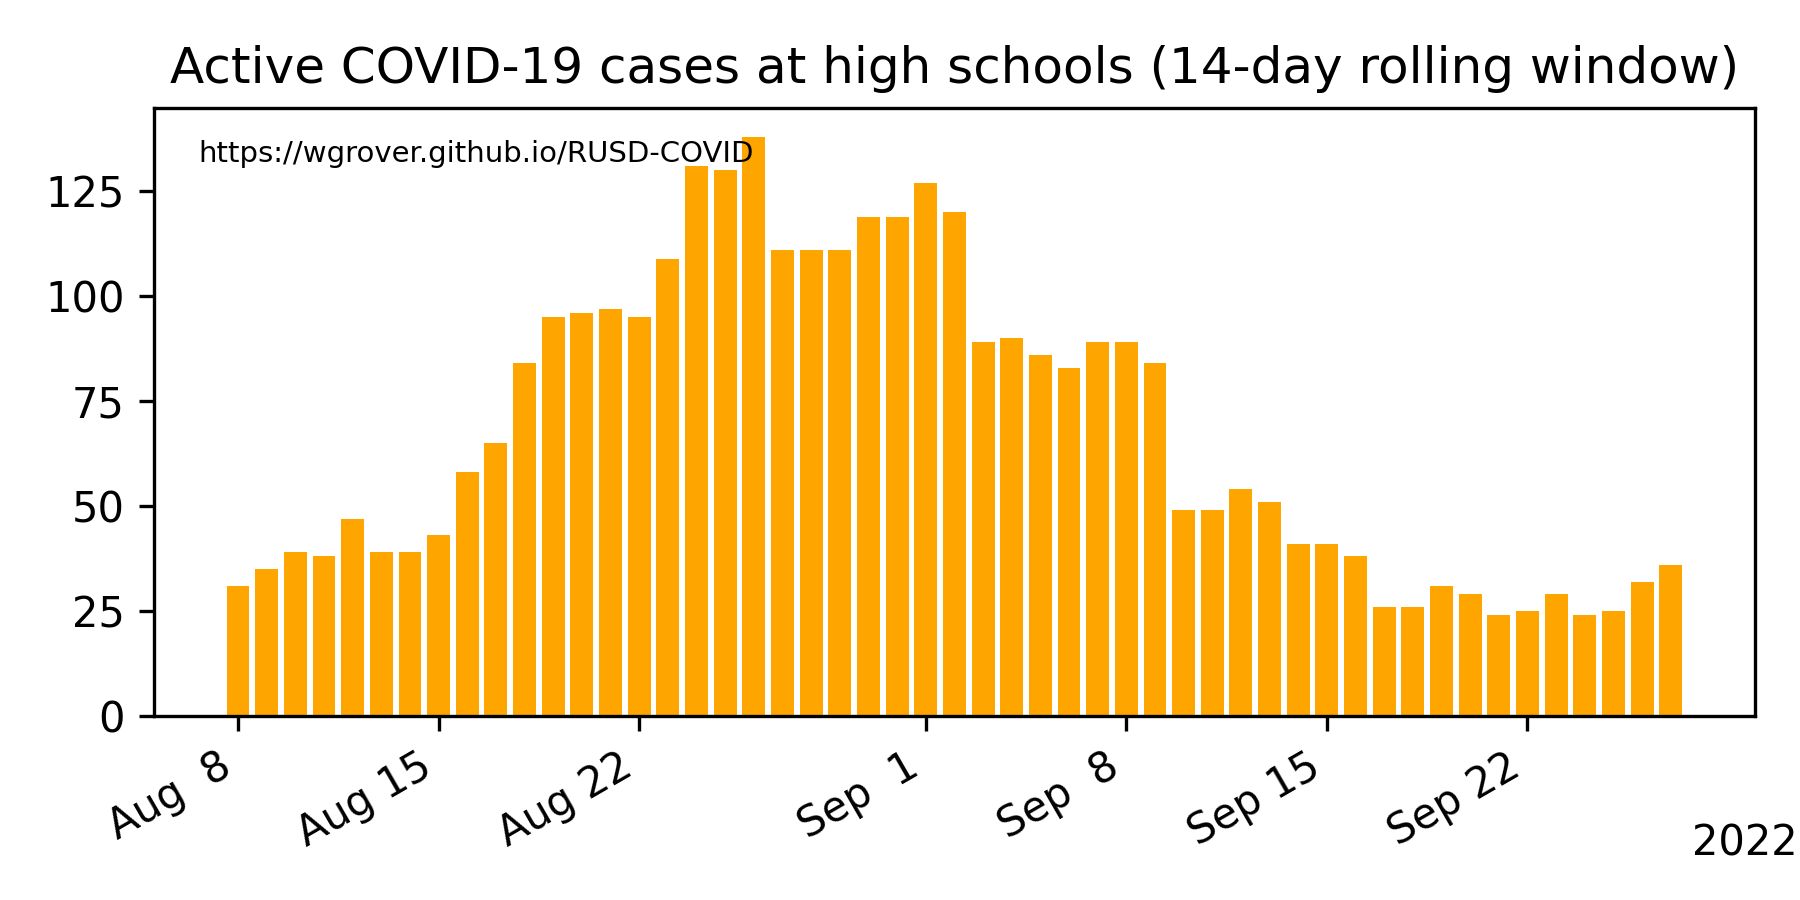 Active COVID-19 cases at high schools (14-day rolling window)
https://wgrover.github.io/RUSD-COVID
125
100
75
50
25
0
Aug 8
Aug 15
Aug 22
Sep 1
Sep 8
Sep 15
Sep 22
2022